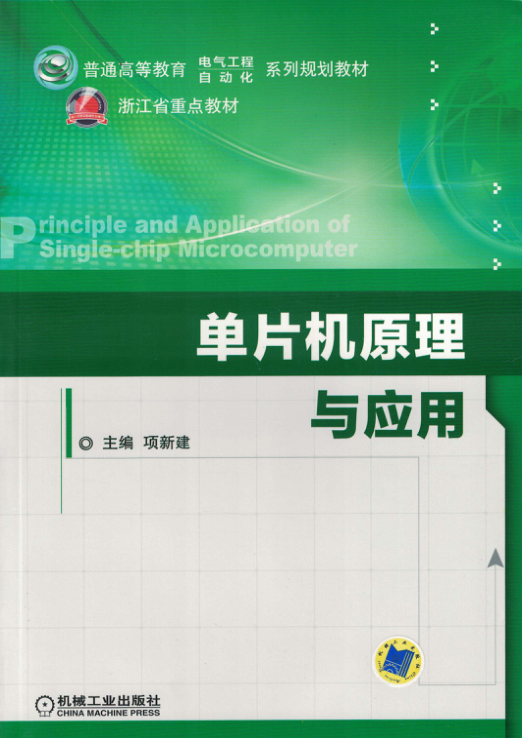 普通高等教育 电气工程 自动化 系列规划教材
浙江省重点教材
Principle and Application of
Single-chip Microcomputer
单片机原理
与应用
主编 项新建
机械工业出版社
CHINA MACHINE PRESS